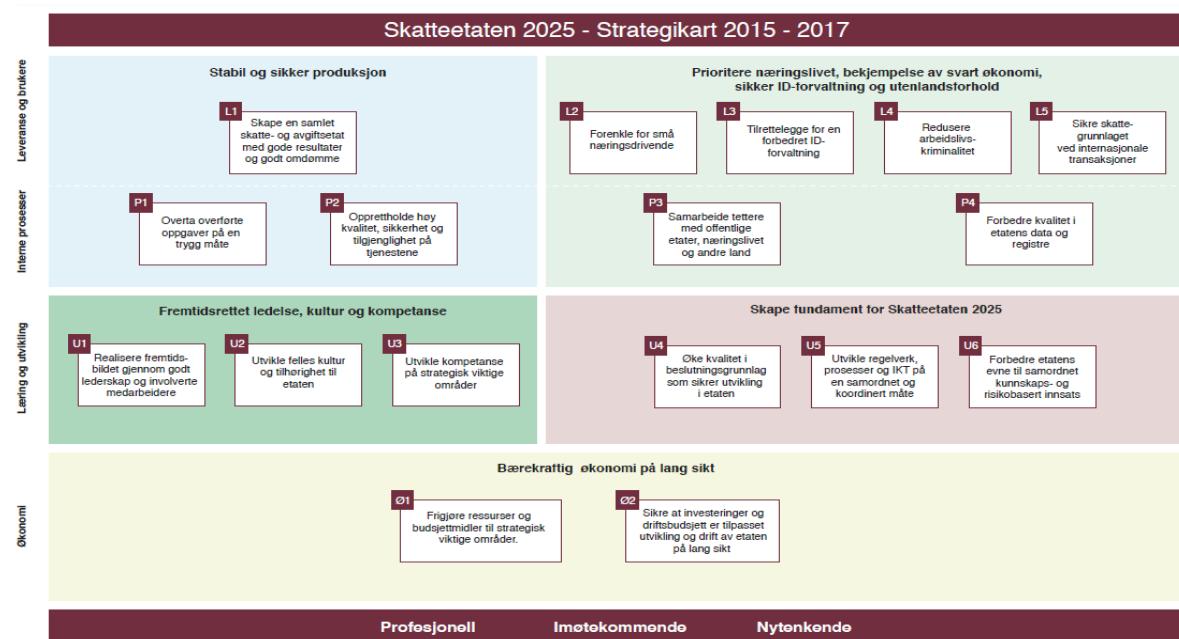 Skatteetaten 2025 - Strategikart 2015 - 2017
Leveranse og brukere
Stabil og sikker produksjon
L1
Skape en samlet
skatte- og avgiftsetat
med gode resultater
og godt omdømme
Prioritere næringslivet, bekjempelse av svart økonomi,
sikker ID-forvaltning og utenlandsforhold
L2
Forenkle for små
næringsdrivende
L3
Tilrettelegge for en
forbedret ID-
forvaltning
L4
Redusere
arbeidslivs-
kriminalitet
L5
Sikre skatte-
grunnlaget
ved internasjonale
transaksjoner
Interne prosesser
P1
Overta overførte
oppgaver på en
trygg måte
P2
Opprettholde høy
kvalitet, sikkerhet og
tilgjenglighet på
tjenestene
P3
Samarbeide tettere
med offentlige
etater, næringslivet
og andre land
P4
Forbedre kvalitet i
etatens data og
registre
Læring og utvikling
Fremtidsrettet ledelse, kultur og kompetanse
U1
Realisere fremtids-
bildet gjennom godt
lederskap og involverte
medarbeidere
U2
Utvikle felles kultur
og tilhørighet til
etaten
U3
Utvikle kompetanse
på strategisk viktige
områder
Skape fundament for Skatteetaten 2025
U4
Øke kvalitet i
beslutningsgrunnlag
som sikrer utvikling
i etaten
U5
Utvikle regelverk,
prosesser og IKT på
en samordnet og
koordinert måte
U6
Forbedre etatens
evne til samordnet
kunnskaps- og
risikobasert innsats
Økonomi
Bærekraftig økonomi på lang sikt
Ø1
Frigjøre ressurser og
budsjettmidler til strategisk
viktige områder.
Ø2
Sikre at investeringer og
driftsbudsjett er tilpasset
utvikling og drift av etaten
på lang sikt
Profesjonell Imøtekommende Nytenkende